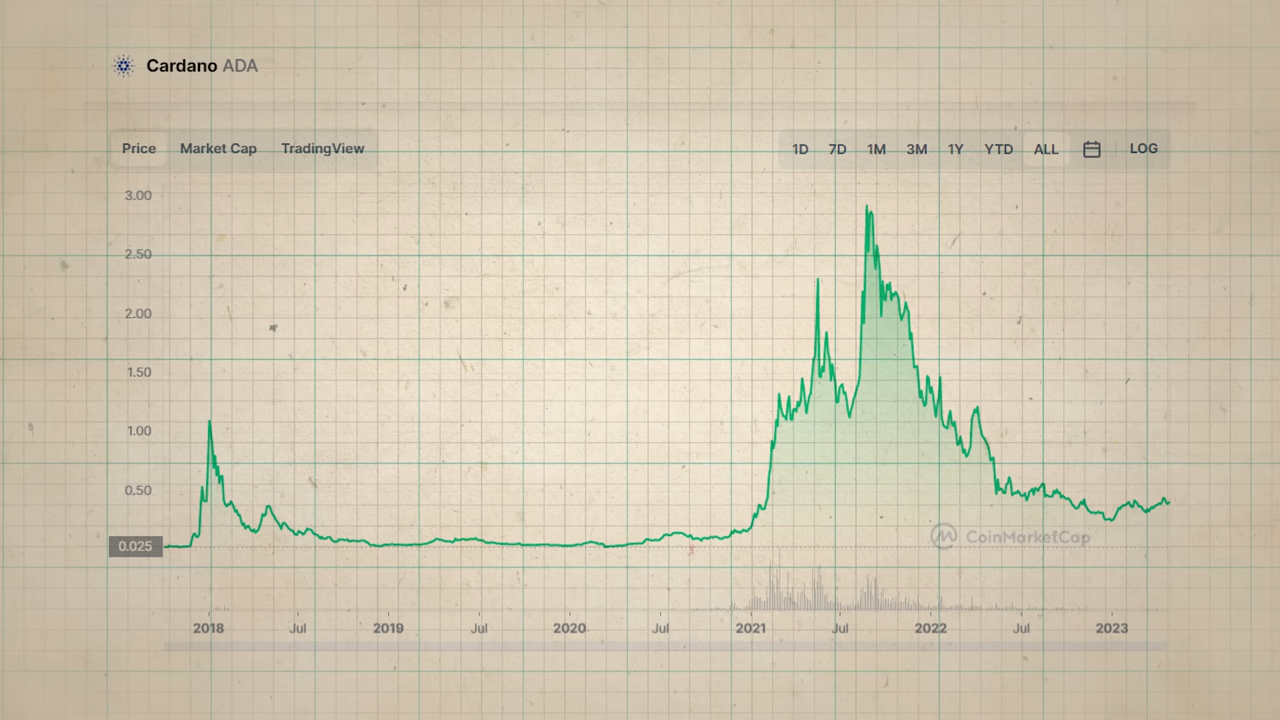 Cardano ADA
Price Market Cap TradingView
1D 7D 1M 3M 1Y YTD ALL LOG
3.00
2.50
2.00
1.50
1.00
0.50
0.025
CoinMarketCap
2018 Jul 2019 Jul 2020 Jul 2021 Jul 2022 Jul 2023